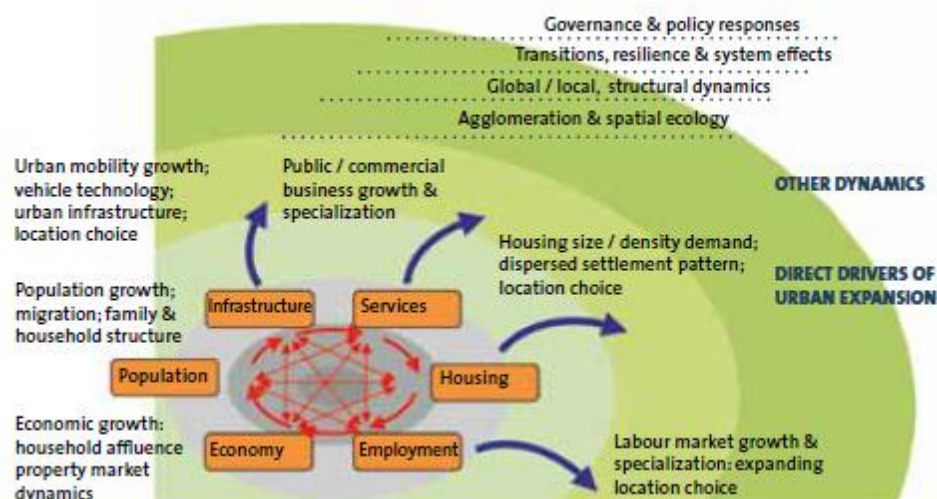 Governance & policy responses
Transitions, resilience & system effects
Global / local, structural dynamics
Agglomeration & spatial ecology
Urban mobility growth;
vehicle technology;
urban infrastructure;
location choice
Public / commercial
business growth &
specialization
OTHER DYNAMICS
Housing size / density demand;
dispersed settlement pattern;
location choice
DIRECT DRIVERS OF
URBAN EXPANSION
Population growth;
migration; family &
household structure
Infrastructure
Services
Population
Housing
Economic growth:
household affluence
property market
dynamics
Economy
Employment
Labour market growth &
specialization: expanding
location choice